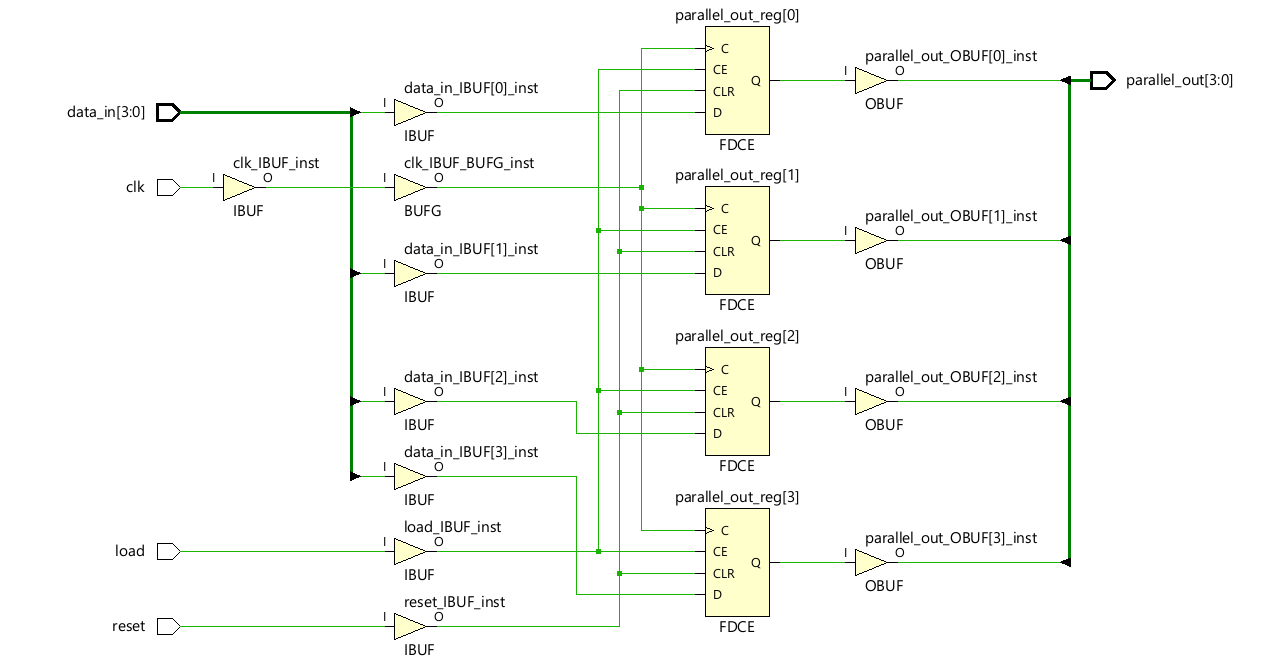 parallel_out_reg[0]
C
CE
CLR
D
Q
FDCE
parallel_out_OBUF[0]_inst
I
O
OBUF
parallel_out[3:0]
data_in[3:0]
data_in_IBUF[0]_inst
I
O
IBUF
clk
clk_IBUF_inst
I
O
IBUF
clk_IBUF_BUFG_inst
I
O
BUFG
parallel_out_reg[1]
C
CE
CLR
D
Q
FDCE
parallel_out_OBUF[1]_inst
I
O
OBUF
data_in_IBUF[1]_inst
I
O
IBUF
parallel_out_reg[2]
C
CE
CLR
D
Q
FDCE
parallel_out_OBUF[2]_inst
I
O
OBUF
data_in_IBUF[2]_inst
I
O
IBUF
data_in_IBUF[3]_inst
I
O
IBUF
parallel_out_reg[3]
C
CE
CLR
D
Q
FDCE
parallel_out_OBUF[3]_inst
I
O
OBUF
load
load_IBUF_inst
I
O
IBUF
reset
reset_IBUF_inst
I
O
IBUF